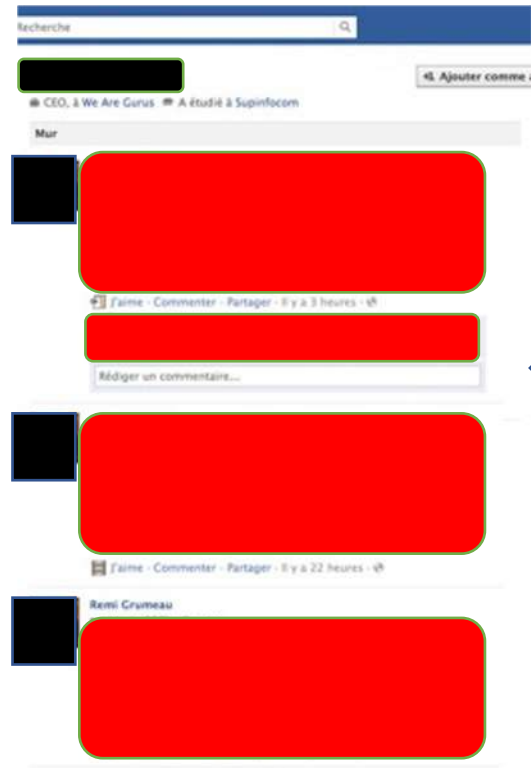 Recherche
Ajouter comme
CEO, à We Are Gurus A étudié à Supinfocom
Mur
J'aime · Commenter · Partager · Il y a 3 heures ·
Rédiger un commentaire...
J'aime · Commenter · Partager · Il y a 22 heures ·
Remi Grumeau